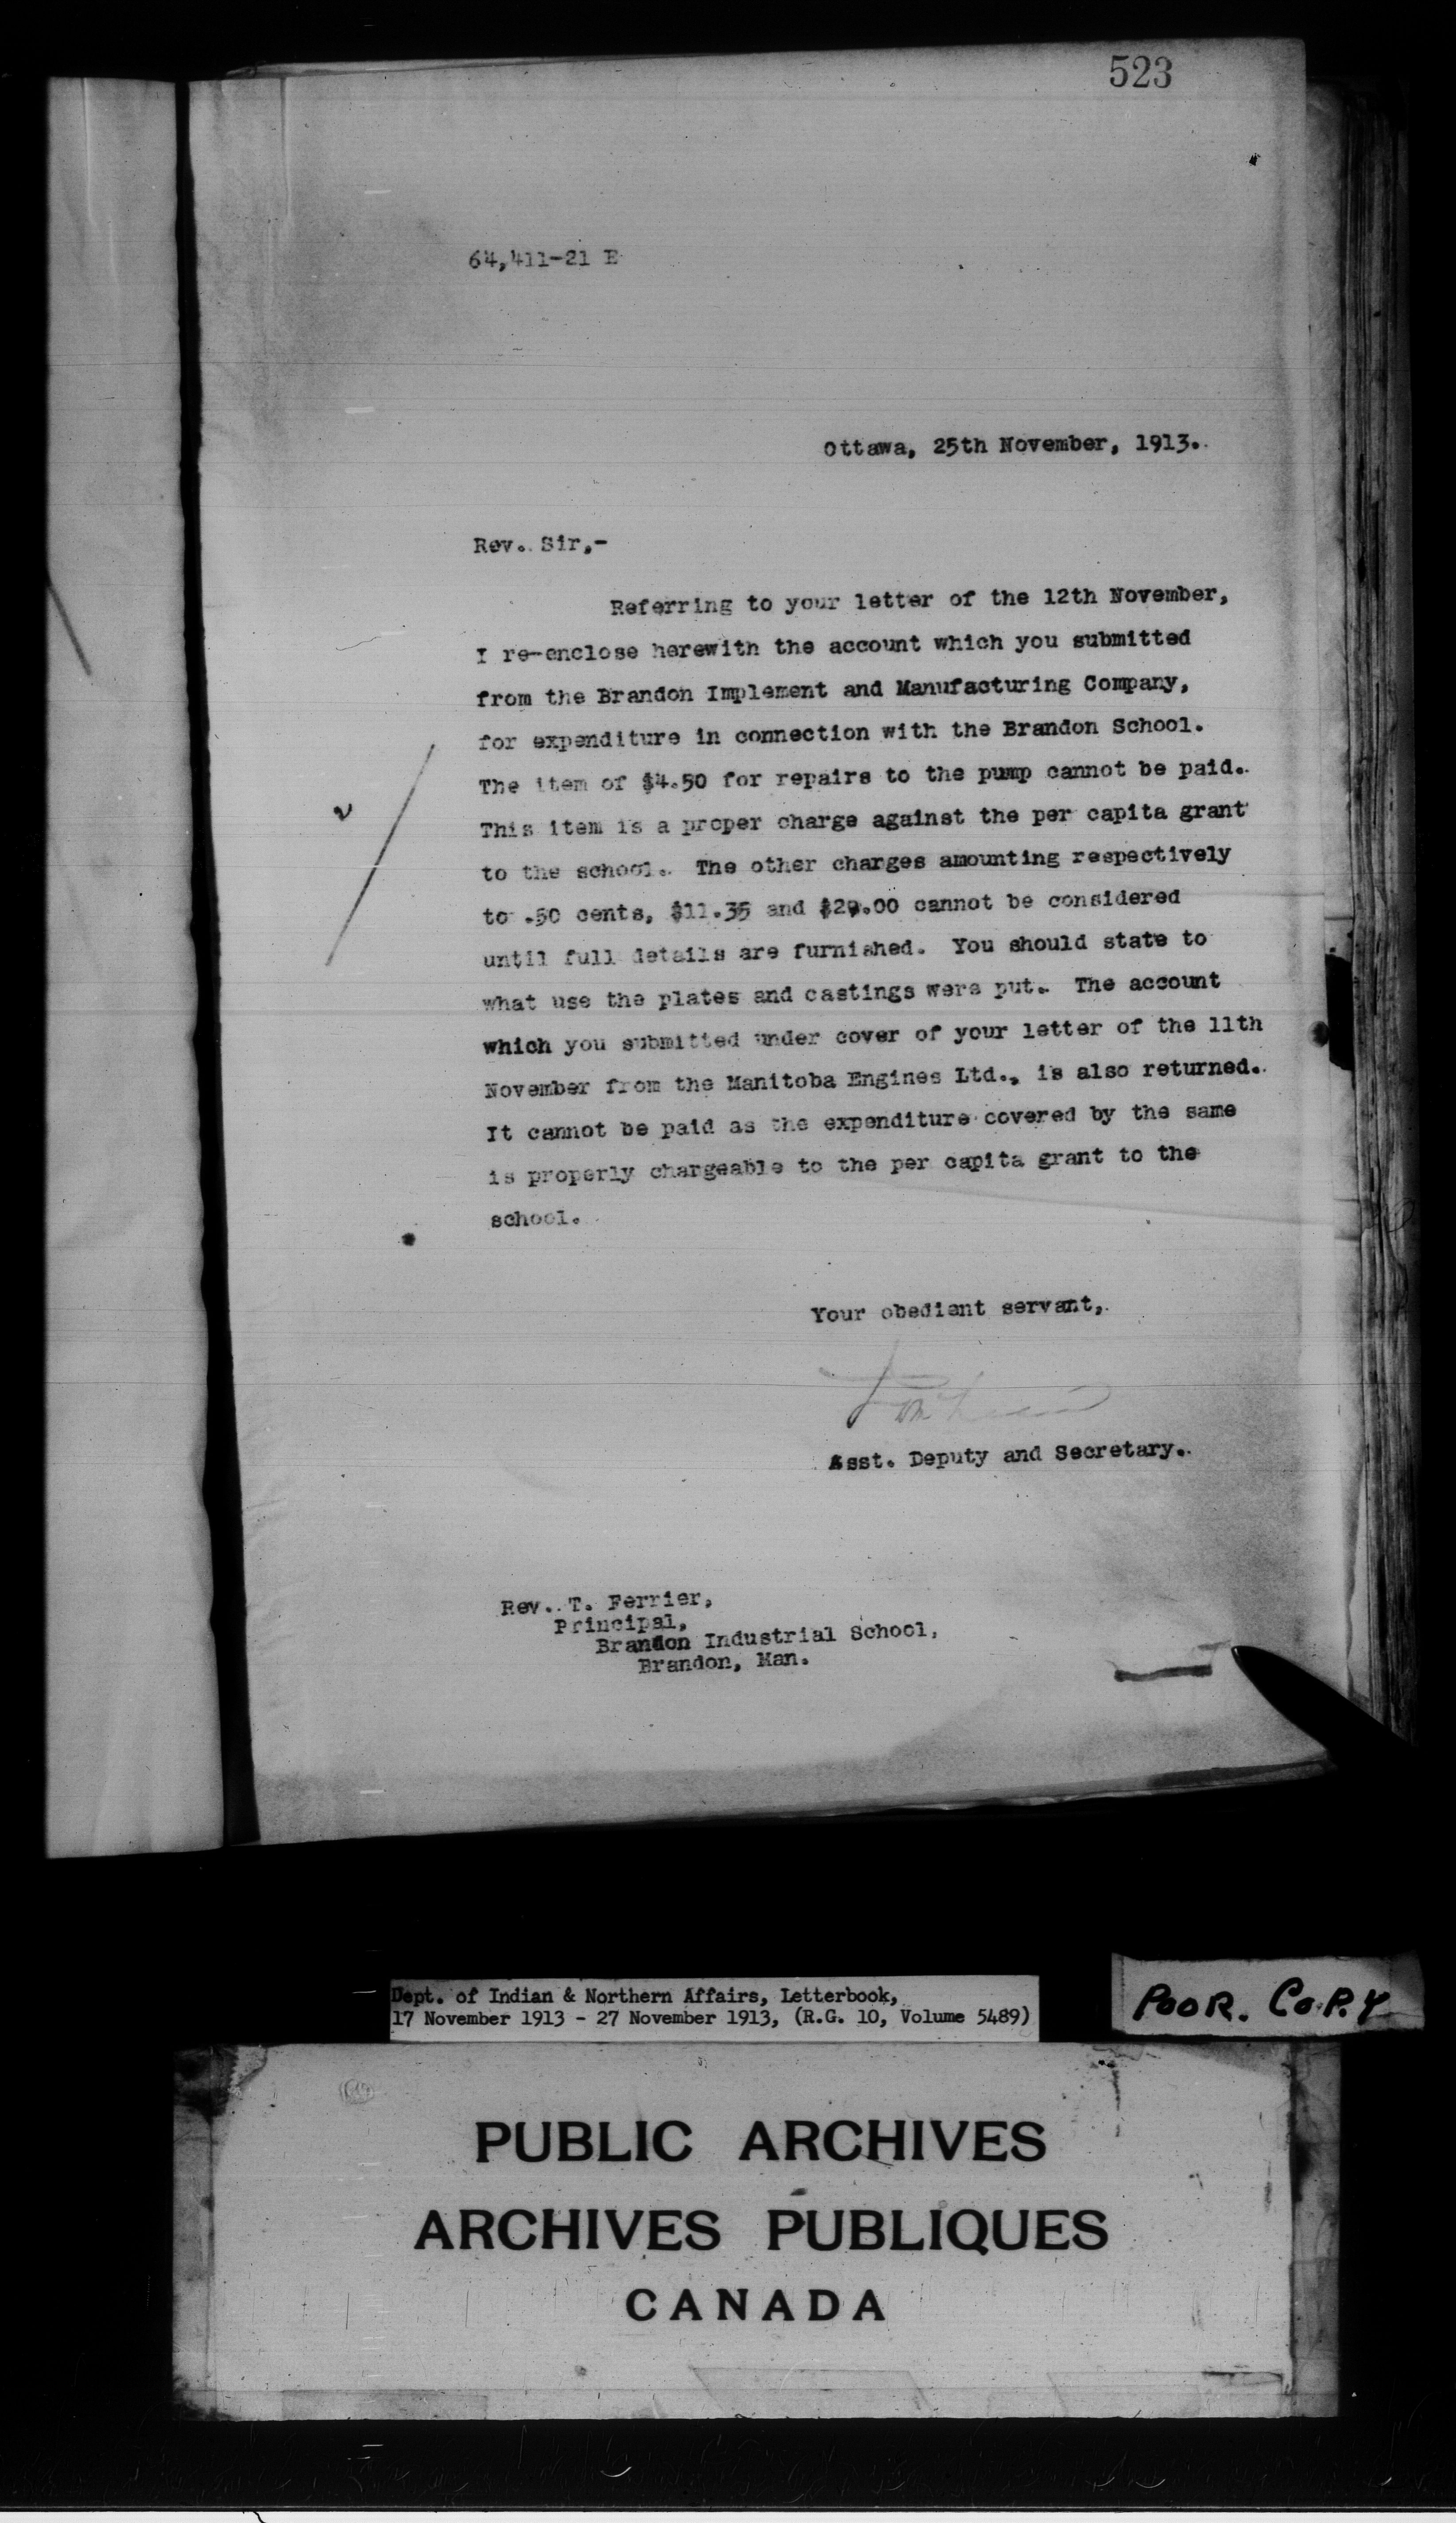 523
64,411-21 E
Ottawa, 25th November, 1913.
Rev. Sir,-
Referring to your letter of the 12th November,
I re-enclose herewith the account which you submitted
from the Brandon Implement and Manufacturing Company,
for expenditure in connection with the Brandon School.
The item of $4.50 for repairs to the pump cannot be paid.
This item is a proper charge against the per capita grant
to the school. The other charges amounting respectively
to .50 cents, $11.35 and cannot be considered
until full details are furnished. You should state to
what use the plates and castings were put. The account
which you submitted under cover of your letter of the 11th
November from the Manitoba Engines Ltd., is also returned.
It cannot be paid as the expenditure covered by the same
is properly chargeable to the per capita grant to the
school.
Your obedient servant,
Asst. Deputy and Secretary.
Rev. T. Ferrier,
Principal,
Brandon Industrial School,
Brandon, Man.
Dept. of Indian & Northern Affairs, Letterbook,
17 November 1913 - 27 November 1913, (R.G. 10, Volume 5489)
POOR. COPY
PUBLIC ARCHIVES
ARCHIVES PUBLIQUES
CANADA